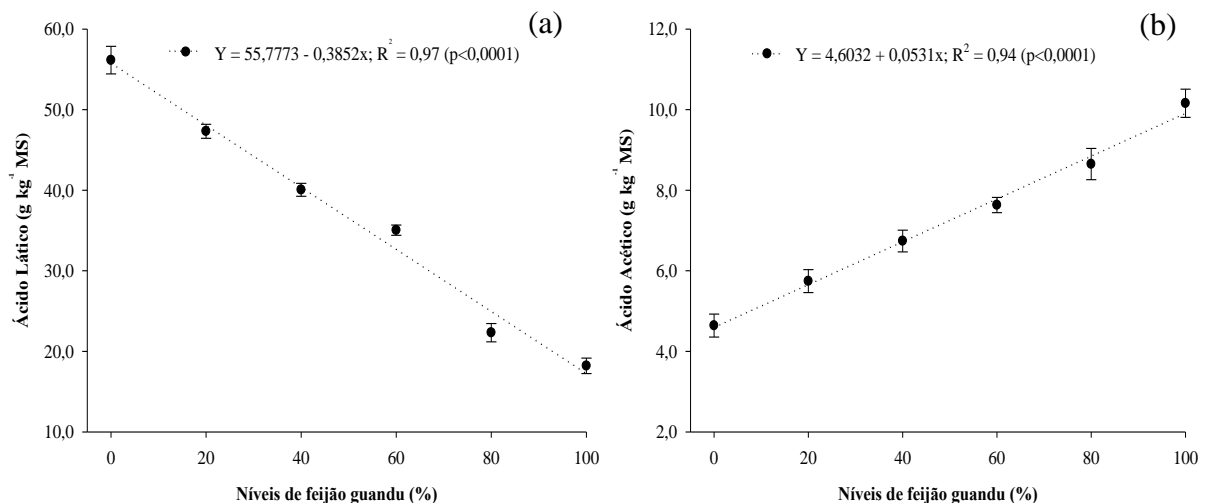 (a)
Y = 55,7773 - 0,3852x; R² = 0,97 (p<0,0001)
Ácido Lático (g kg⁻¹ MS)
60,0
50,0
40,0
30,0
20,0
10,0
0 20 40 60 80 100
Níveis de feijão guandu (%)
(b)
Y = 4,6032 + 0,0531x; R² = 0,94 (p<0,0001)
Ácido Acético (g kg⁻¹ MS)
12,0
10,0
8,0
6,0
4,0
2,0
0 20 40 60 80 100
Níveis de feijão guandu (%)